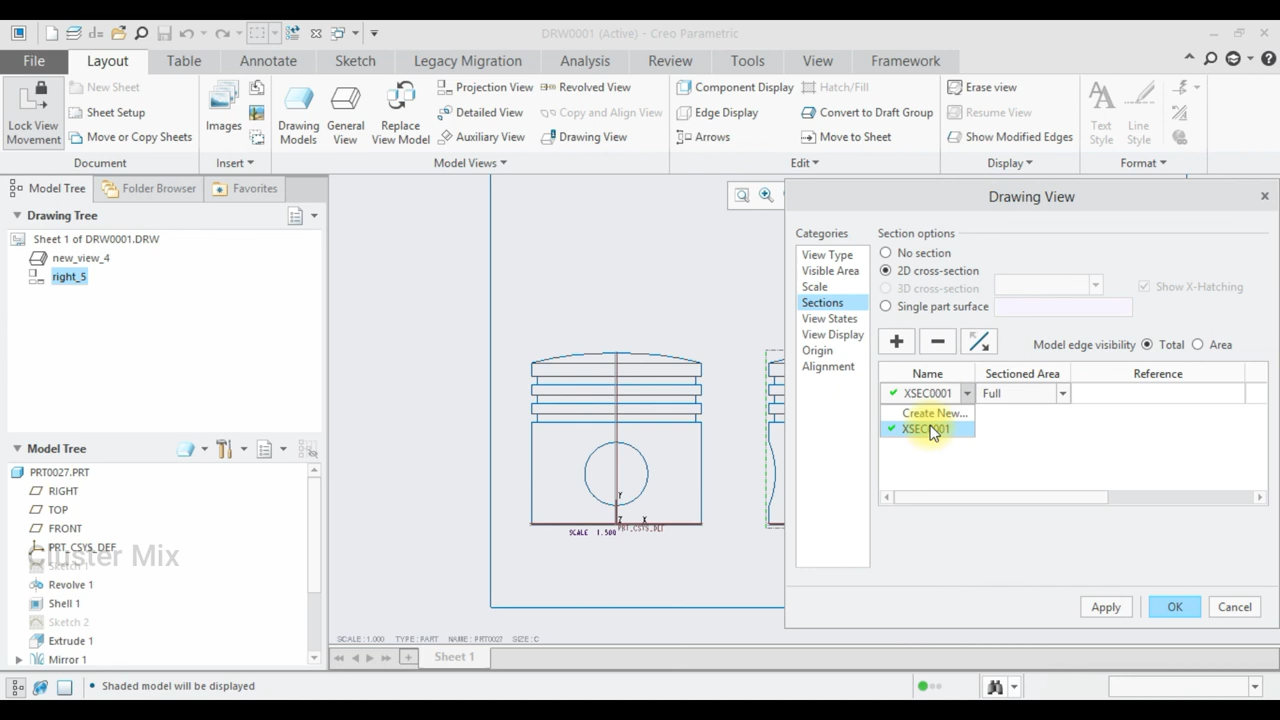 DRW0001 (Active) - Creo Parametric
File Layout Table Annotate Sketch Legacy Migration Analysis Review Tools View Framework
Lock View Movement
New Sheet
Sheet Setup
Move or Copy Sheets
Document
Images
Insert
Drawing Models
General View
Replace View Model
Projection View
Detailed View
Auxiliary View
Revolved View
Copy and Align View
Drawing View
Model Views
Component Display
Edge Display
Arrows
Hatch/Fill
Convert to Draft Group
Move to Sheet
Edit
Erase view
Resume View
Show Modified Edges
Display
Text Style
Line Style
Format
Model Tree Folder Browser Favorites
Drawing Tree
Sheet 1 of DRW0001.DRW
new_view_4
right_5
Model Tree
PRT0027.PRT
RIGHT
TOP
FRONT
PRT_CSYS_DEF
Sketch 1
Cluster Mix
Revolve 1
Shell 1
Sketch 2
Extrude 1
Mirror 1
Y
Z X
PRT_CSYS_DEF
SCALE 1.500
SCALE : 1.000 TYPE : PART NAME : PRT0027 SIZE : C
Sheet 1
Drawing View
Categories
View Type
Visible Area
Scale
Sections
View States
View Display
Origin
Alignment
Section options
No section
2D cross-section
3D cross-section
Show X-Hatching
Single part surface
Model edge visibility Total Area
Name Sectioned Area Reference
XSEC0001 Full
Create New...
XSEC0001
Apply OK Cancel
• Shaded model will be displayed